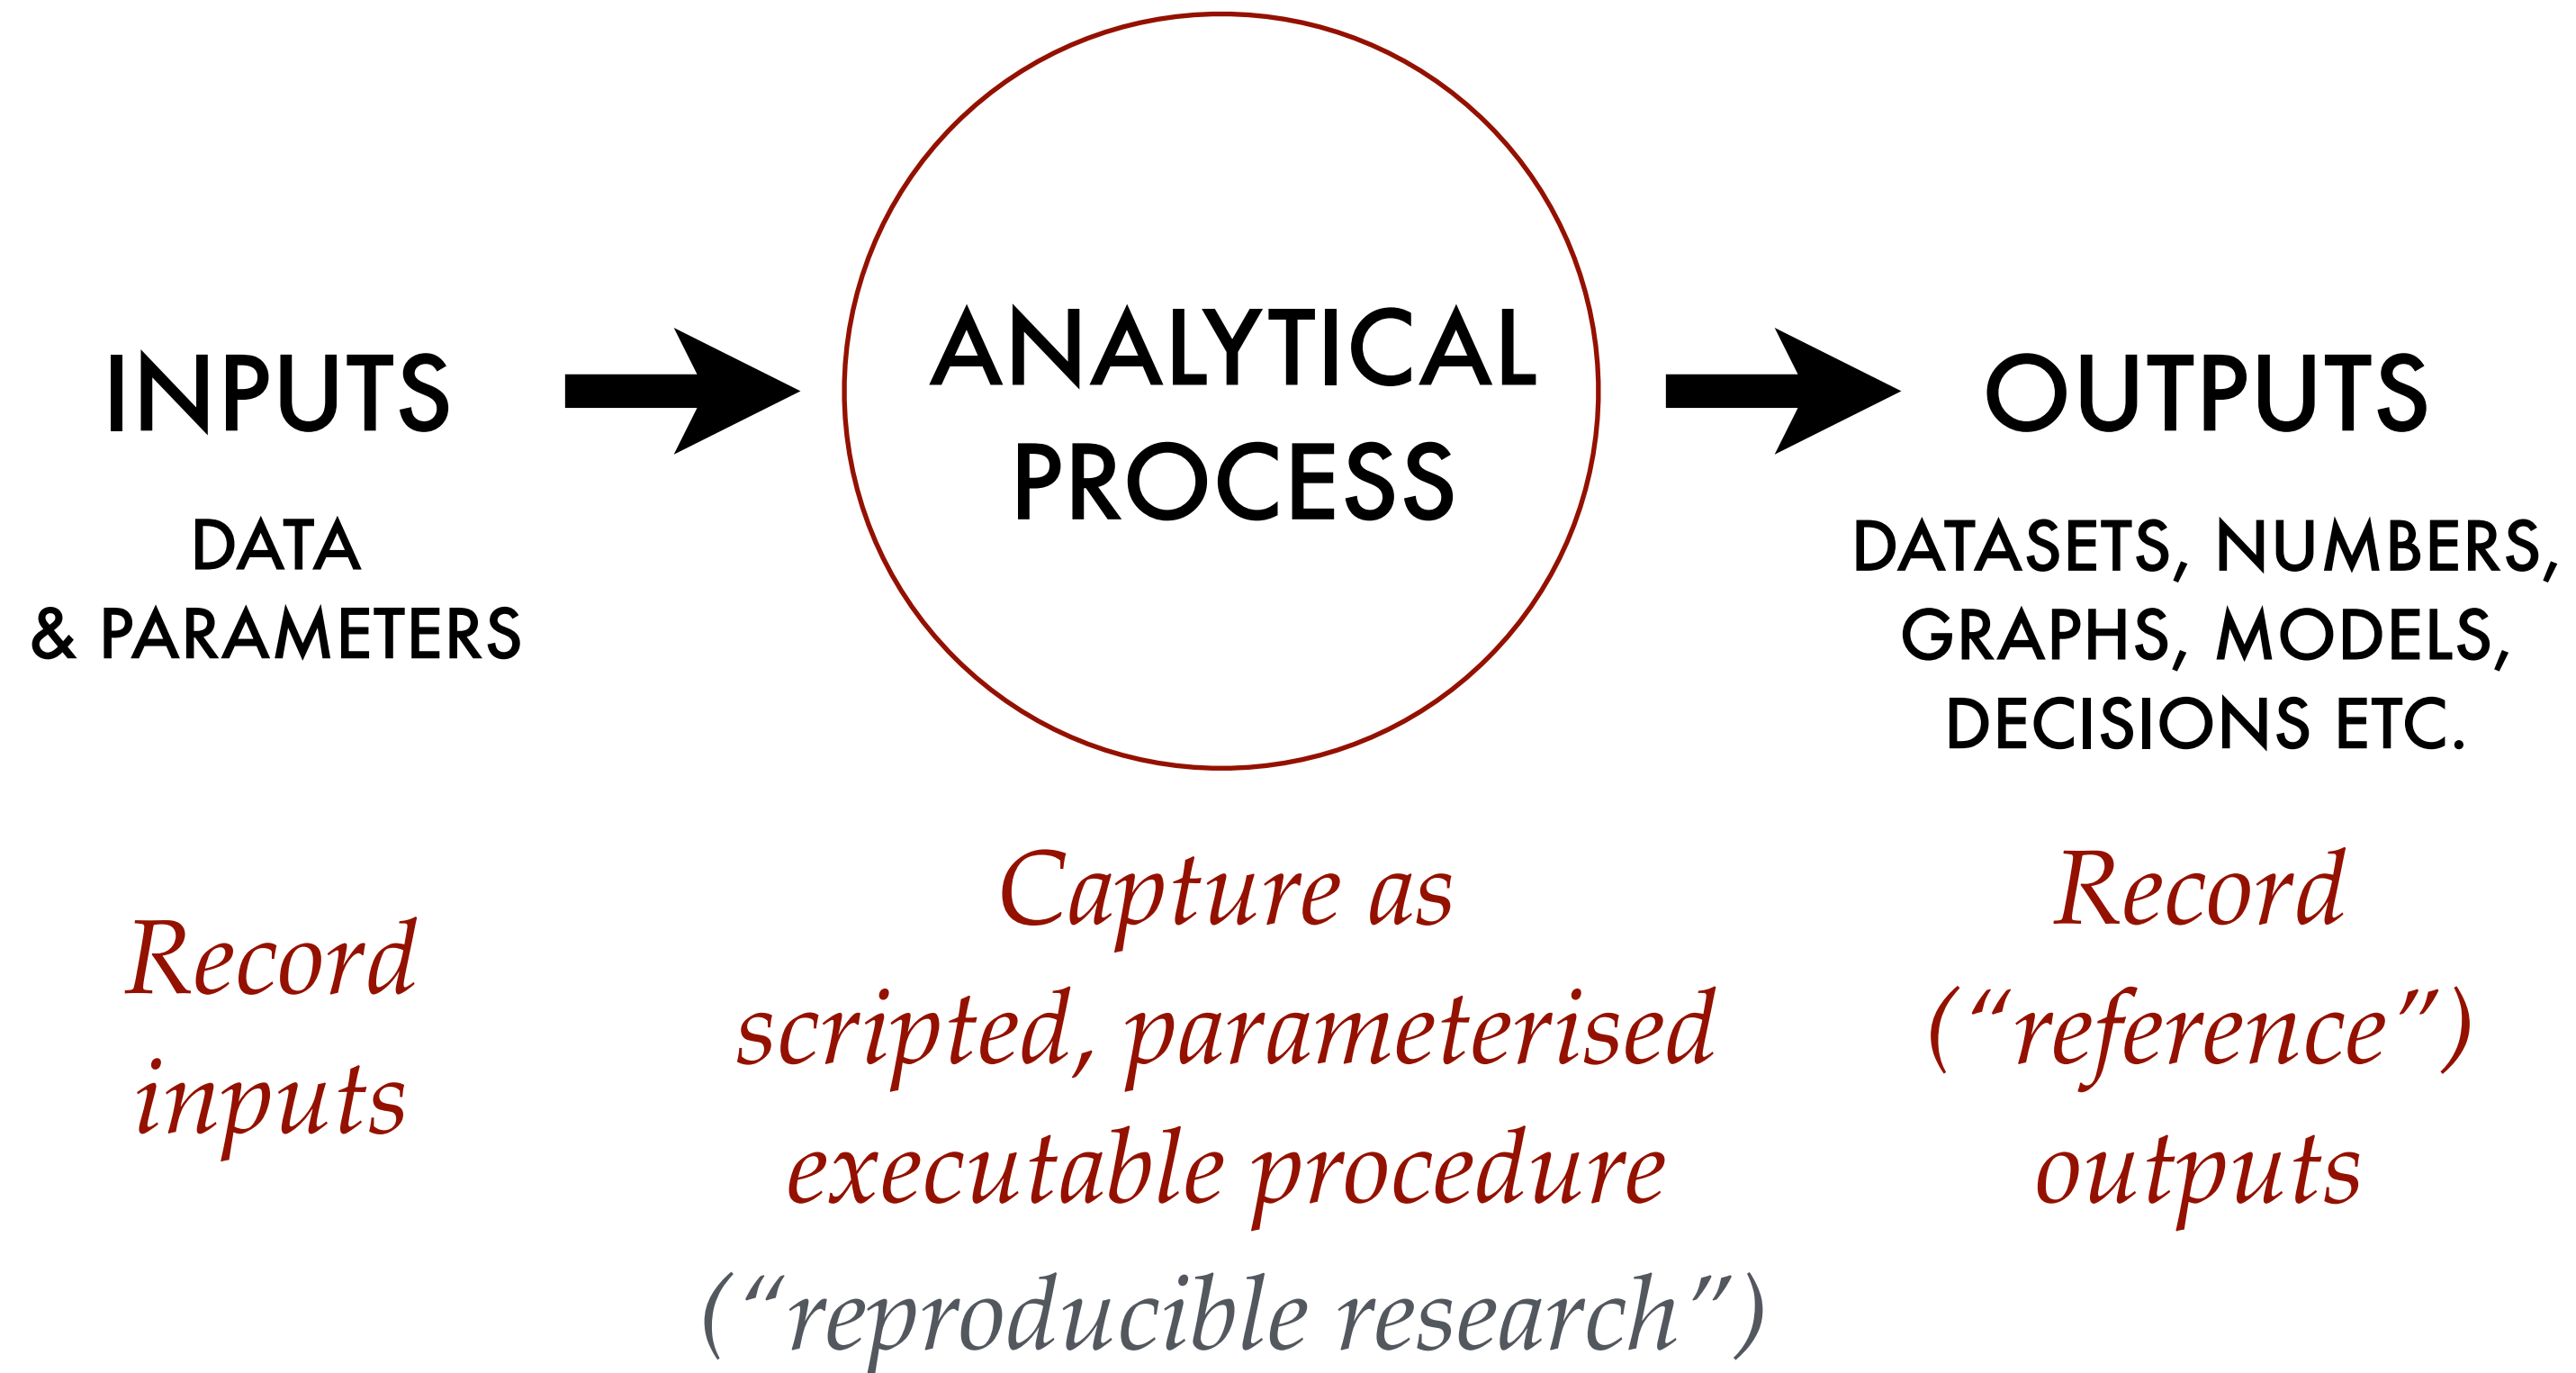 INPUTS
DATA
& PARAMETERS
Record
inputs
ANALYTICAL
PROCESS
Capture as
scripted, parameterised
executable procedure
(“reproducible research”)
OUTPUTS
DATASETS, NUMBERS,
GRAPHS, MODELS,
DECISIONS ETC.
Record
(“reference”)
outputs